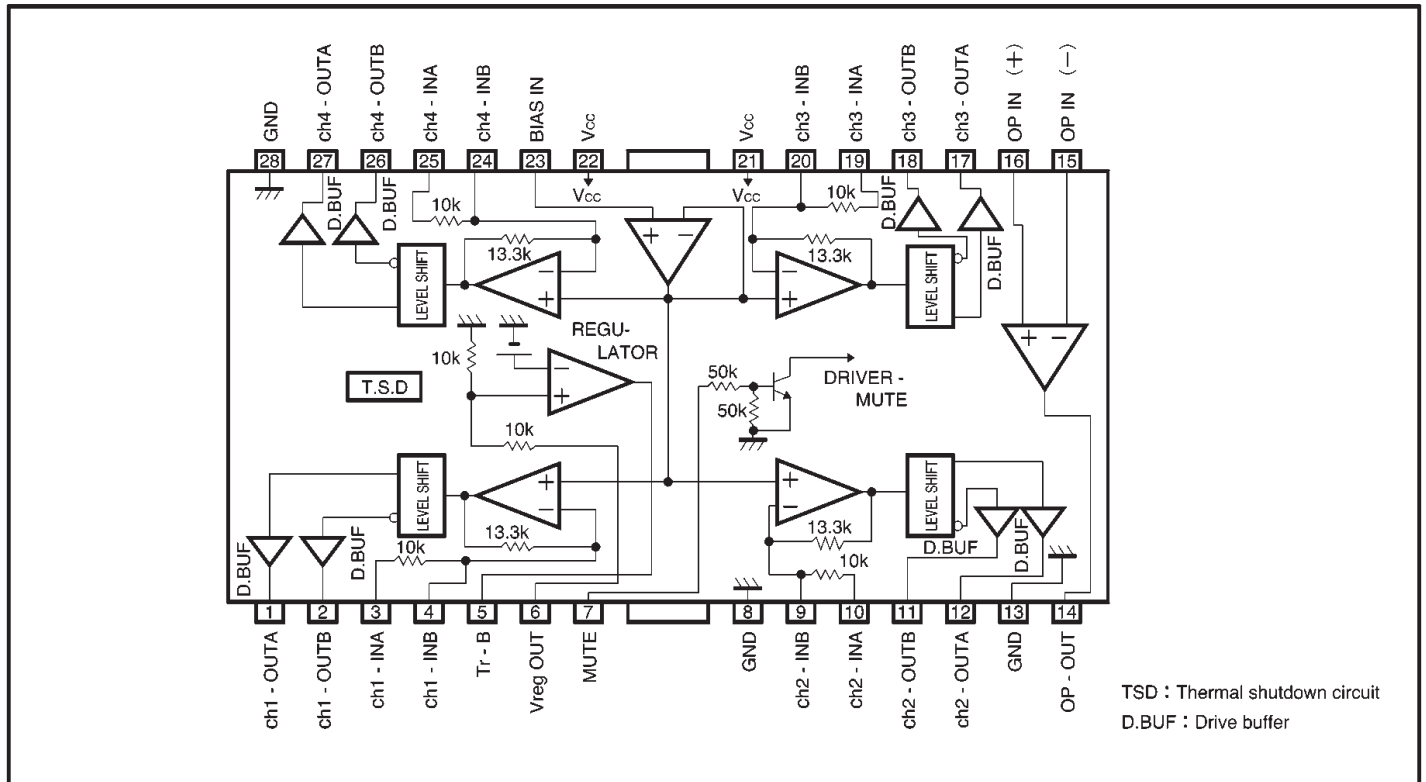 GND
ch4 - OUTA
ch4 - OUTB
ch4 - INA
ch4 - INB
BIAS IN
Vcc
Vcc
ch3 - INB
ch3 - INA
ch3 - OUTB
ch3 - OUTA
OP IN (+)
OP IN (−)
28 27 26 25 24 23 22 21 20 19 18 17 16 15
Vcc
Vcc
D.BUF
D.BUF
10k
10k
D.BUF
D.BUF
+ −
13.3k
13.3k
LEVEL SHIFT
−
+
−
+
LEVEL SHIFT
+ −
REGU-
LATOR
10k
−
+
T.S.D
50k
50k
DRIVER -
MUTE
10k
LEVEL SHIFT
+
−
+
−
LEVEL SHIFT
13.3k
13.3k
D.BUF
D.BUF
10k
10k
D.BUF
D.BUF
1 2 3 4 5 6 7 8 9 10 11 12 13 14
ch1 - OUTA
ch1 - OUTB
ch1 - INA
ch1 - INB
Tr - B
Vreg OUT
MUTE
GND
ch2 - INB
ch2 - INA
ch2 - OUTB
ch2 - OUTA
GND
OP - OUT
TSD : Thermal shutdown circuit
D.BUF : Drive buffer